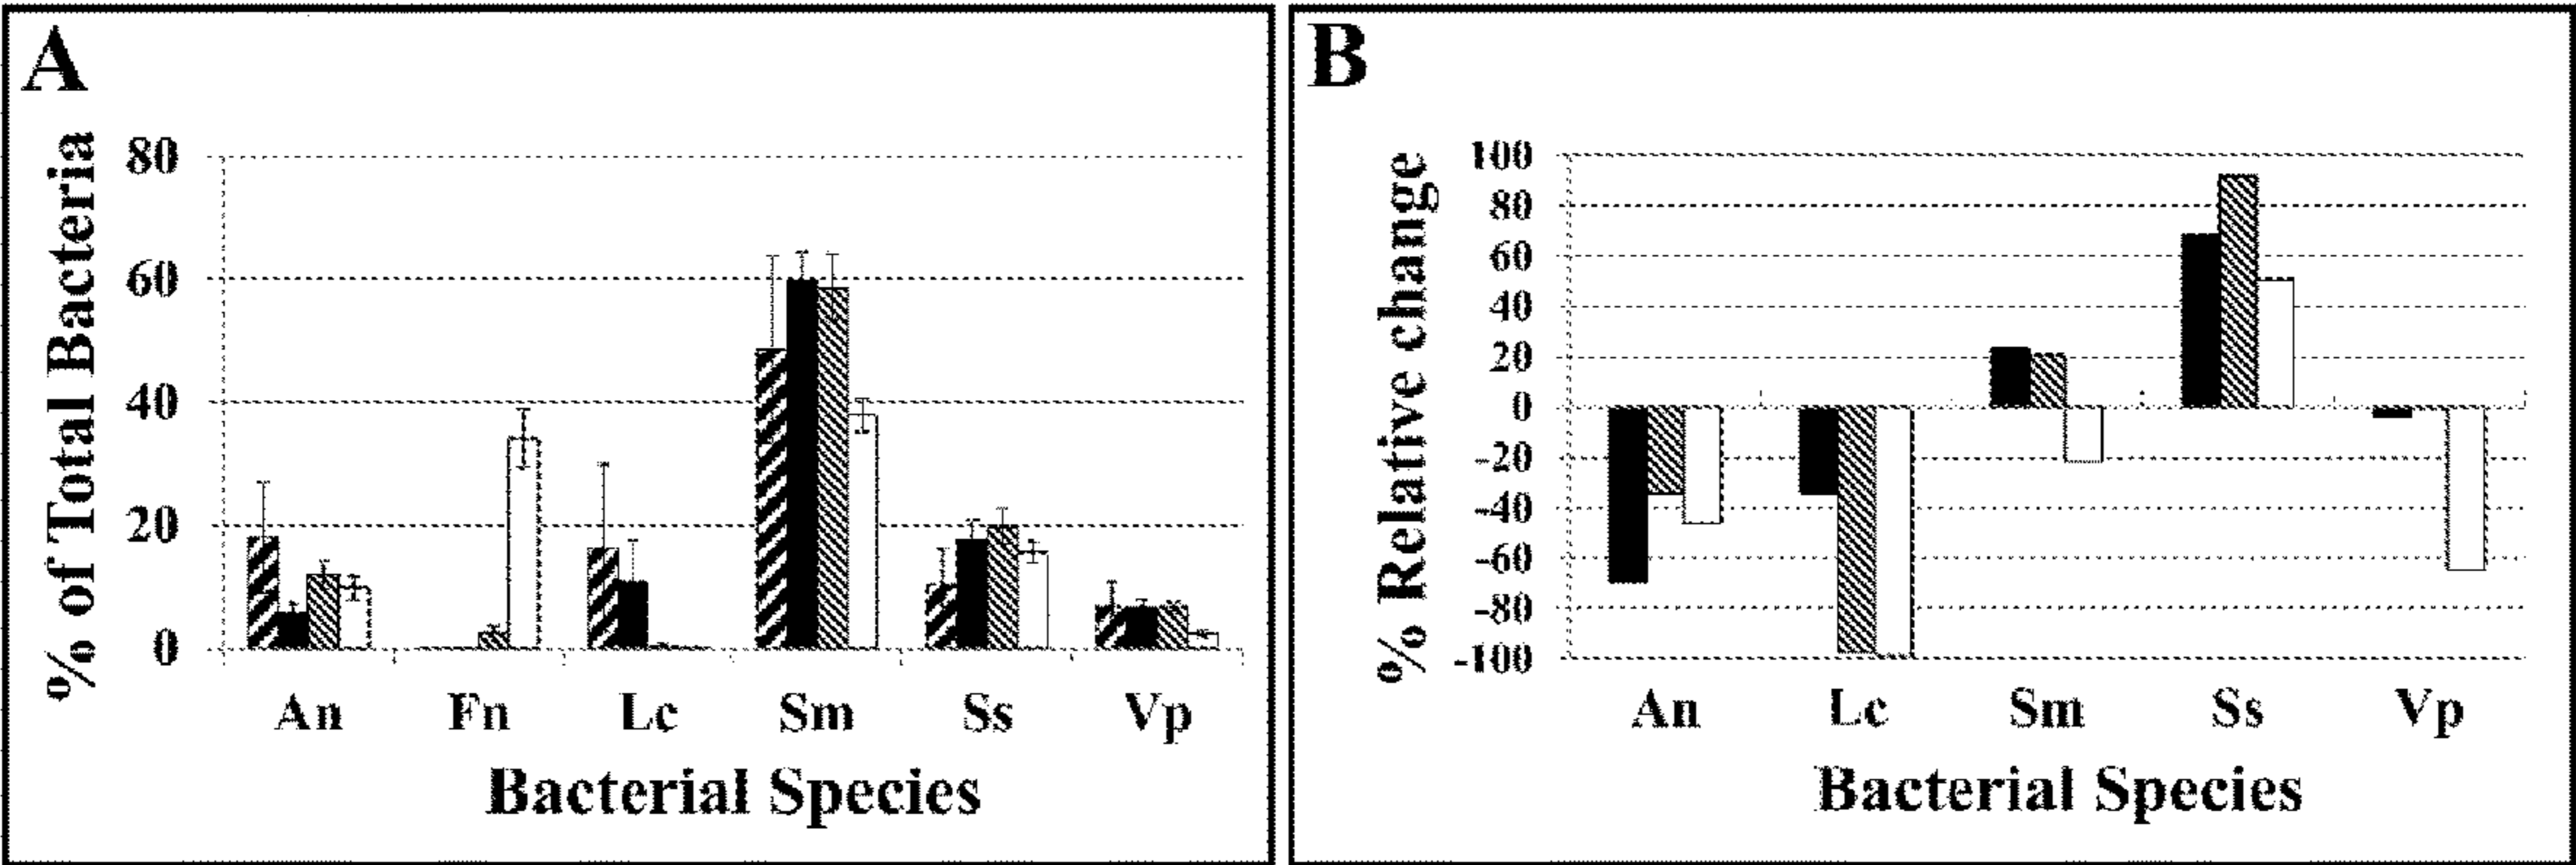 A
% of Total Bacteria
80
60
40
20
0
An Fn Lc Sm Ss Vp
Bacterial Species
B
% Relative change
100
80
60
40
20
0
-20
-40
-60
-80
-100
An Lc Sm Ss Vp
Bacterial Species